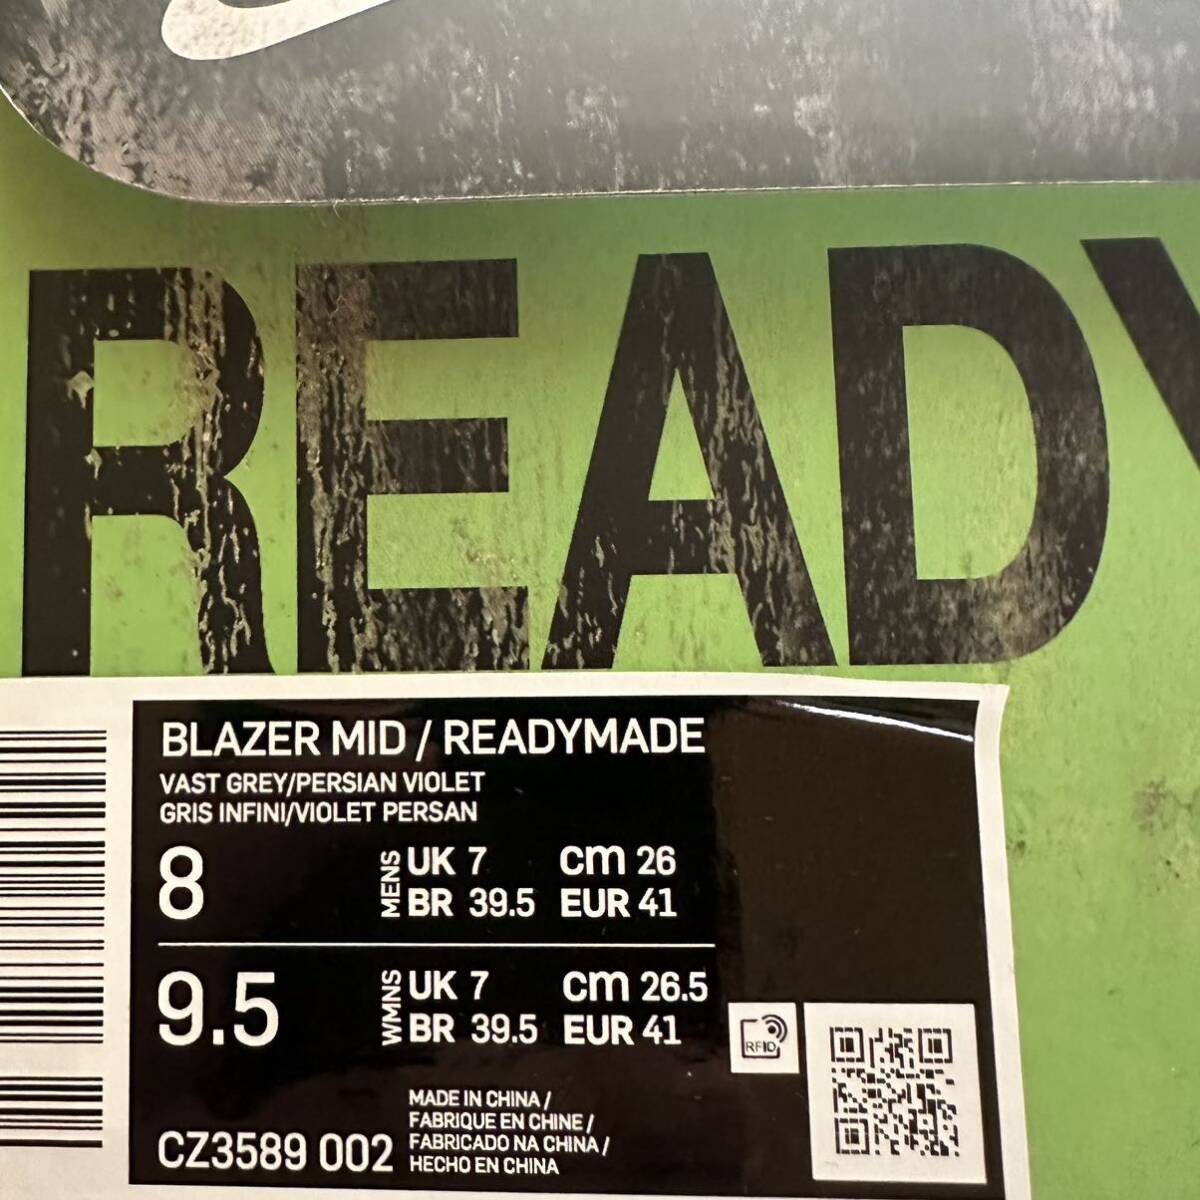 READY
BLAZER MID / READYMADE
VAST GREY/PERSIAN VIOLET
GRIS INFINI/VIOLET PERSAN
8 MENS UK 7 cm 26
BR 39.5 EUR 41
9.5 WMNS UK 7 cm 26.5
BR 39.5 EUR 41
RFID
MADE IN CHINA /
FABRIQUE EN CHINE /
FABRICADO NA CHINA /
HECHO EN CHINA
CZ3589 002